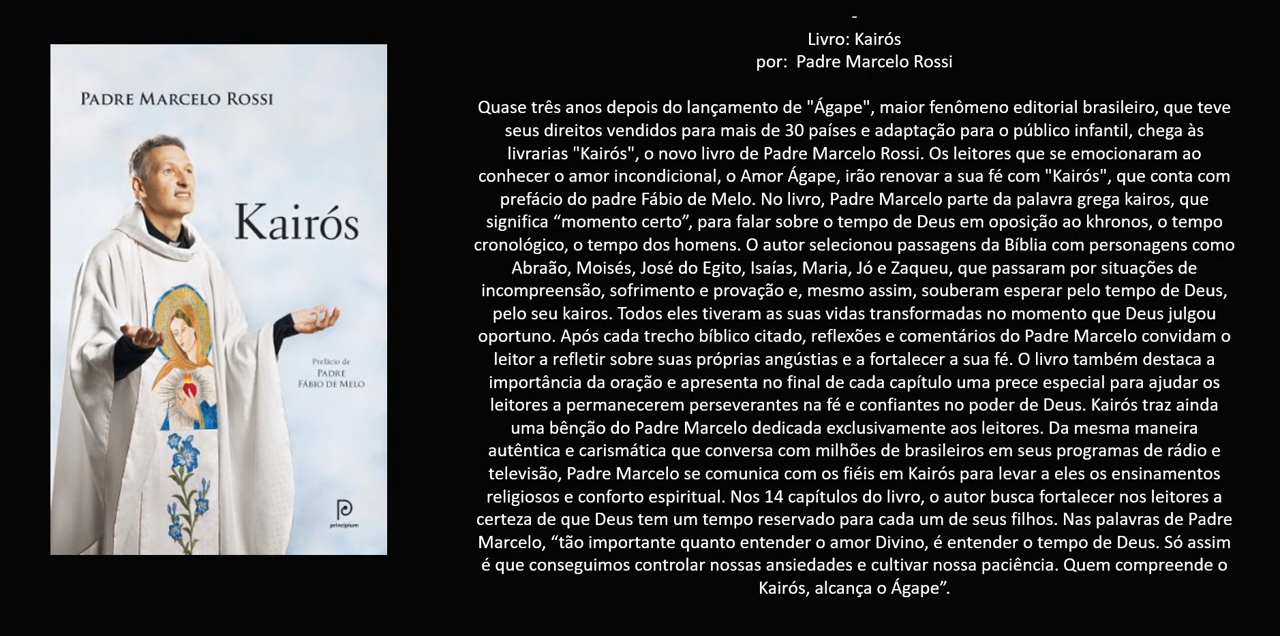 PADRE MARCELO ROSSI
Kairós
Prefácio de
PADRE
FÁBIO DE MELO
principium
-
Livro: Kairós
por: Padre Marcelo Rossi
Quase três anos depois do lançamento de "Ágape", maior fenômeno editorial brasileiro, que teve
seus direitos vendidos para mais de 30 países e adaptação para o público infantil, chega às
livrarias "Kairós", o novo livro de Padre Marcelo Rossi. Os leitores que se emocionaram ao
conhecer o amor incondicional, o Amor Ágape, irão renovar a sua fé com "Kairós", que conta com
prefácio do padre Fábio de Melo. No livro, Padre Marcelo parte da palavra grega kairos, que
significa “momento certo”, para falar sobre o tempo de Deus em oposição ao khronos, o tempo
cronológico, o tempo dos homens. O autor selecionou passagens da Bíblia com personagens como
Abraão, Moisés, José do Egito, Isaías, Maria, Jó e Zaqueu, que passaram por situações de
incompreensão, sofrimento e provação e, mesmo assim, souberam esperar pelo tempo de Deus,
pelo seu kairos. Todos eles tiveram as suas vidas transformadas no momento que Deus julgou
oportuno. Após cada trecho bíblico citado, reflexões e comentários do Padre Marcelo convidam o
leitor a refletir sobre suas próprias angústias e a fortalecer a sua fé. O livro também destaca a
importância da oração e apresenta no final de cada capítulo uma prece especial para ajudar os
leitores a permanecerem perseverantes na fé e confiantes no poder de Deus. Kairós traz ainda
uma bênção do Padre Marcelo dedicada exclusivamente aos leitores. Da mesma maneira
autêntica e carismática que conversa com milhões de brasileiros em seus programas de rádio e
televisão, Padre Marcelo se comunica com os fiéis em Kairós para levar a eles os ensinamentos
religiosos e conforto espiritual. Nos 14 capítulos do livro, o autor busca fortalecer nos leitores a
certeza de que Deus tem um tempo reservado para cada um de seus filhos. Nas palavras de Padre
Marcelo, “tão importante quanto entender o amor Divino, é entender o tempo de Deus. Só assim
é que conseguimos controlar nossas ansiedades e cultivar nossa paciência. Quem compreende o
Kairós, alcança o Ágape”.